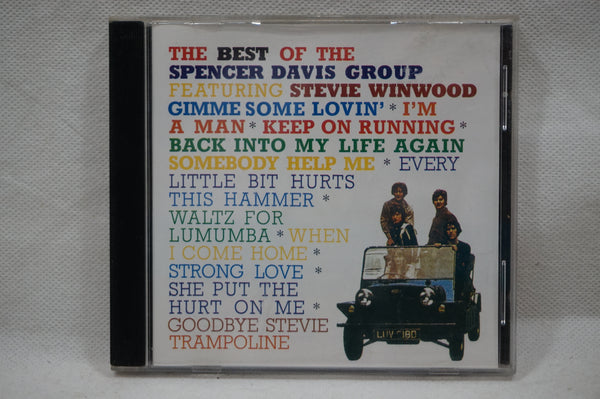 THE BEST OF THE
SPENCER DAVIS GROUP
FEATURING STEVIE WINWOOD
GIMME SOME LOVIN' * I'M
A MAN * KEEP ON RUNNING *
BACK INTO MY LIFE AGAIN
SOMEBODY HELP ME * EVERY
LITTLE BIT HURTS
THIS HAMMER *
WALTZ FOR
LUMUMBA * WHEN
I COME HOME *
STRONG LOVE *
SHE PUT THE
HURT ON ME *
GOODBYE STEVIE
TRAMPOLINE